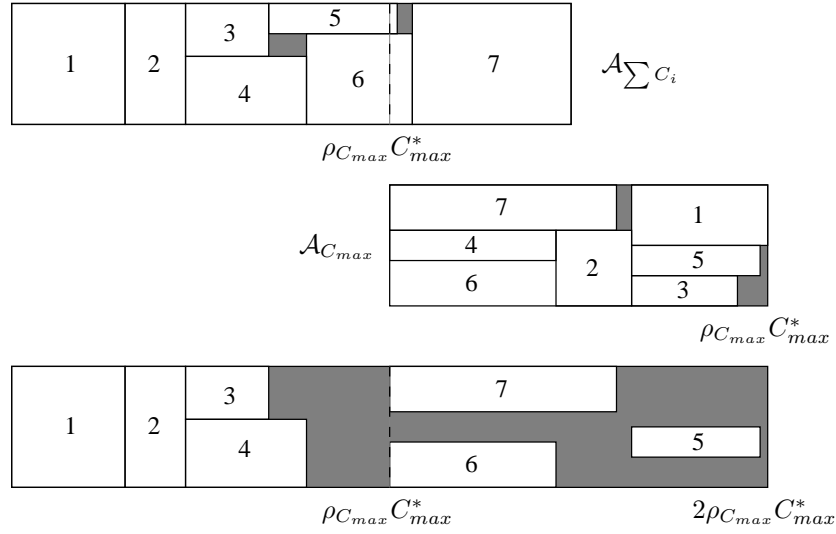 5
1 2 3 6 7 𝒜_{∑ C_i}
4
ρ_{C_{max}}C^*_{max}
7 1
𝒜_{C_{max}} 4 2 5
6 3
ρ_{C_{max}}C^*_{max}
3 7
1 2 5
4 6
ρ_{C_{max}}C^*_{max} 2ρ_{C_{max}}C^*_{max}